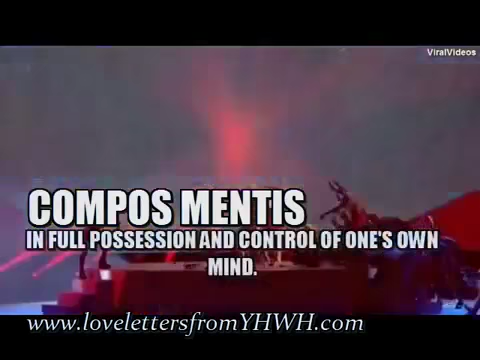 ViralVideos
COMPOS MENTIS
IN FULL POSSESSION AND CONTROL OF ONE'S OWN
MIND.
www.lovelettersfromYHWH.com